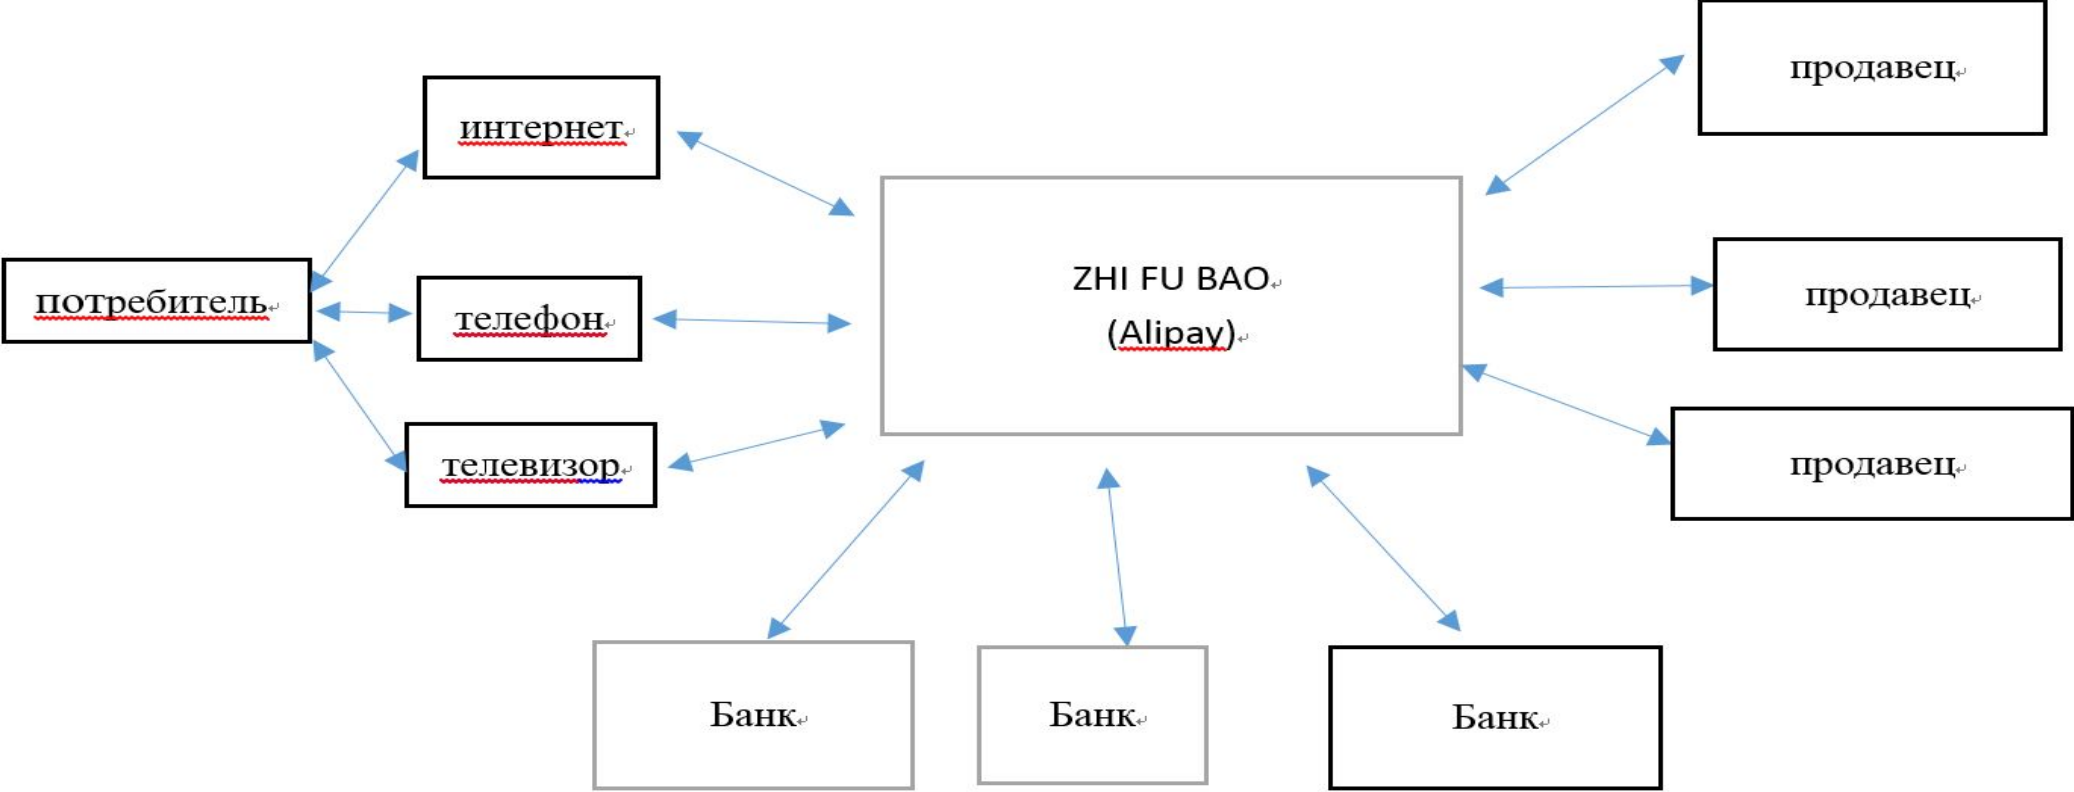 продавец
интернет
ZHI FU BAO
(Alipay)
продавец
потребитель
телефон
телевизор
продавец
Банк
Банк
Банк